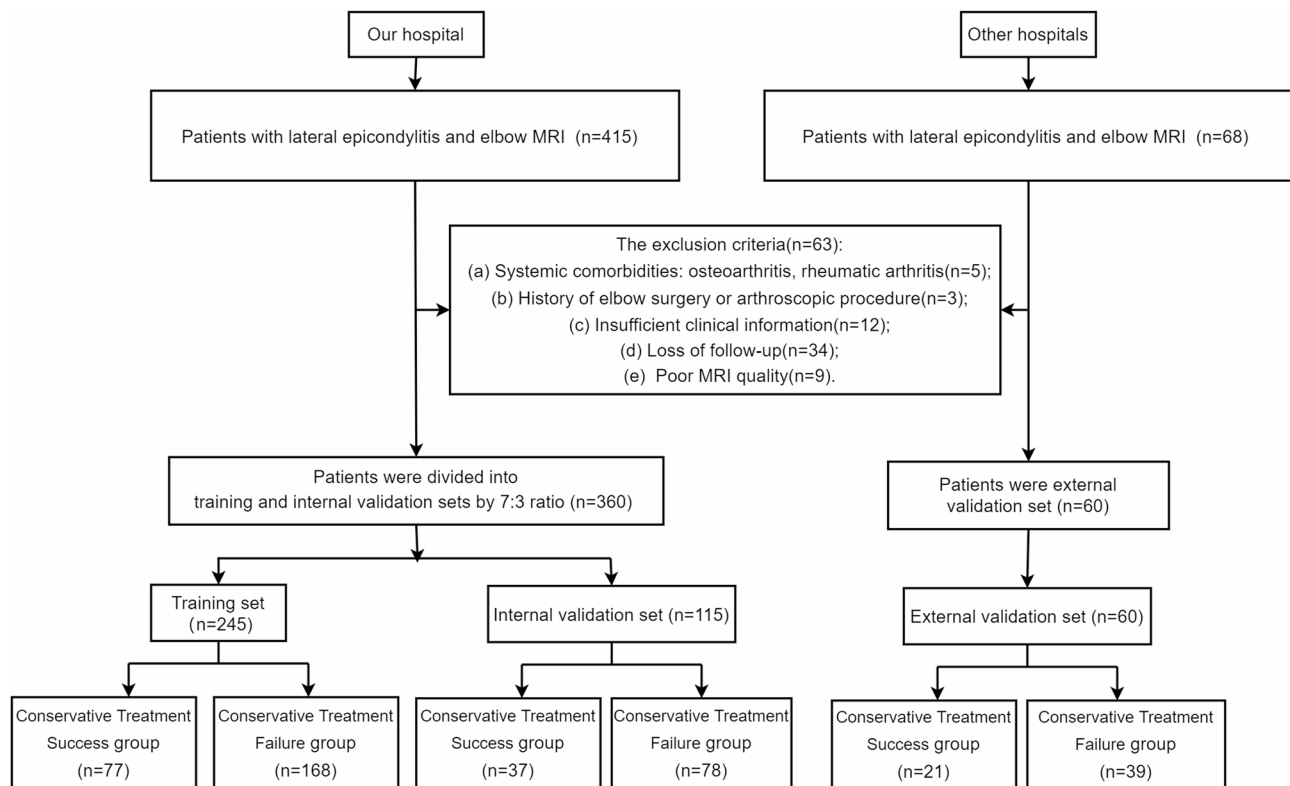 Our hospital
Other hospitals
Patients with lateral epicondylitis and elbow MRI (n=415)
Patients with lateral epicondylitis and elbow MRI (n=68)
The exclusion criteria(n=63):
(a) Systemic comorbidities: osteoarthritis, rheumatic arthritis(n=5);
(b) History of elbow surgery or arthroscopic procedure(n=3);
(c) Insufficient clinical information(n=12);
(d) Loss of follow-up(n=34);
(e) Poor MRI quality(n=9).
Patients were divided into
training and internal validation sets by 7:3 ratio (n=360)
Patients were external
validation set (n=60)
Training set
(n=245)
Internal validation set (n=115)
External validation set (n=60)
Conservative Treatment
Success group
(n=77)
Conservative Treatment
Failure group
(n=168)
Conservative Treatment
Success group
(n=37)
Conservative Treatment
Failure group
(n=78)
Conservative Treatment
Success group
(n=21)
Conservative Treatment
Failure group
(n=39)